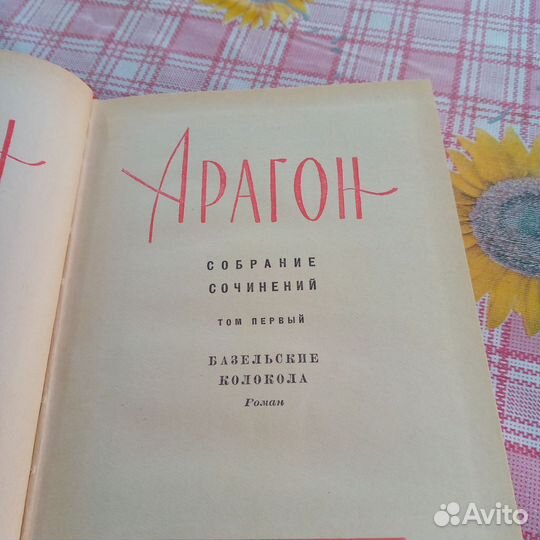 АРАГОН
СОБРАНИЕ
СОЧИНЕНИЙ
ТОМ ПЕРВЫЙ
БАЗЕЛЬСКИЕ
КОЛОКОЛА
Роман
Avito